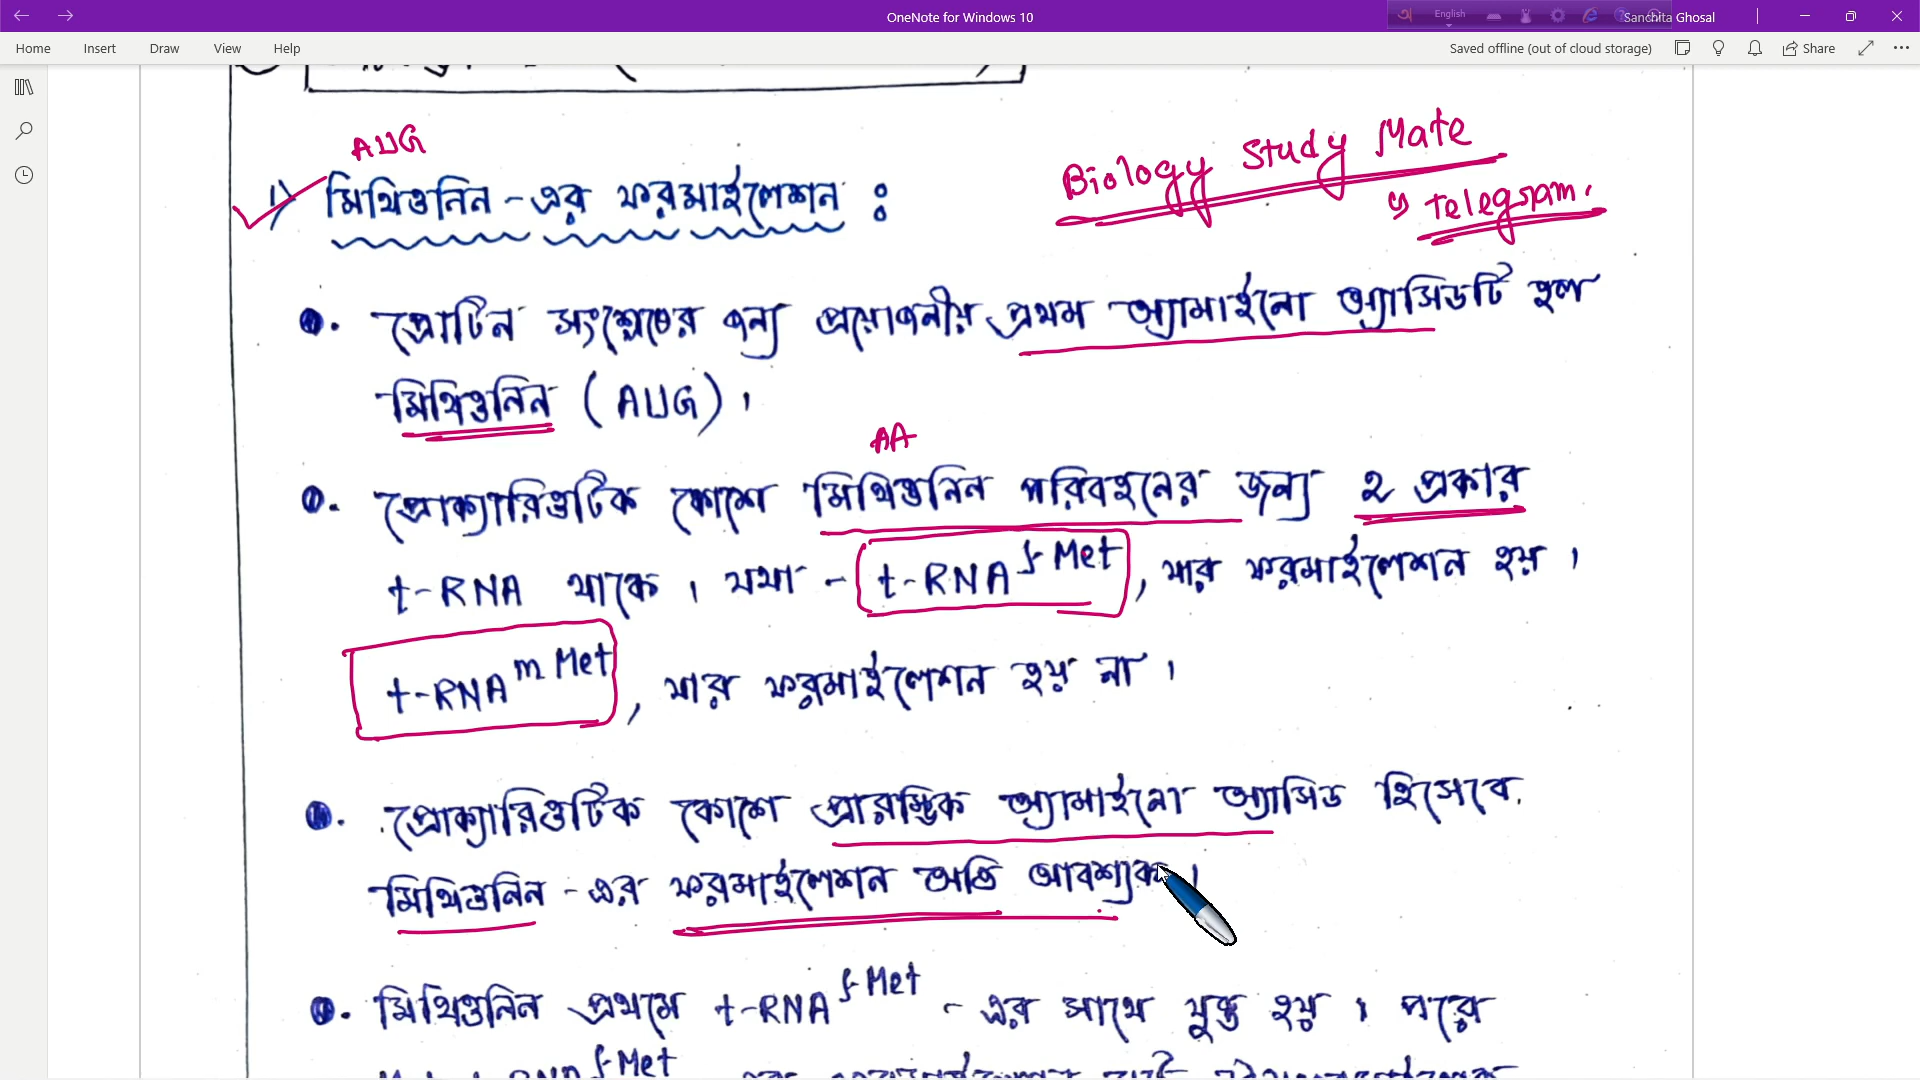 OneNote for Windows 10
English
Sanchita Ghosal
Home Insert Draw View Help
Saved offline (out of cloud storage)
Share
AUG
Biology Study Mate
↳ telegram.
1) মিথিওনিন - এর ফরমাইলেশন :
প্রোটিন সংশ্লেষের জন্য প্রয়োজনীয় প্রথম অ্যামাইনো অ্যাসিডটি হল
মিথিওনিন (AUG)।
AA
প্রোক্যারিওটিক কোশে মিথিওনিন পরিবহনের জন্য 2 প্রকার
t-RNA থাকে। যথা - t-RNA f Met, যার ফরমাইলেশন হয়।
t-RNA m Met, যার ফরমাইলেশন হয় না।
প্রোক্যারিওটিক কোশে প্রারম্ভিক অ্যামাইনো অ্যাসিড হিসেবে
মিথিওনিন - এর ফরমাইলেশন অতি আবশ্যক।
মিথিওনিন প্রথমে t-RNA f Met - এর সাথে যুক্ত হয়। পরে
f Met